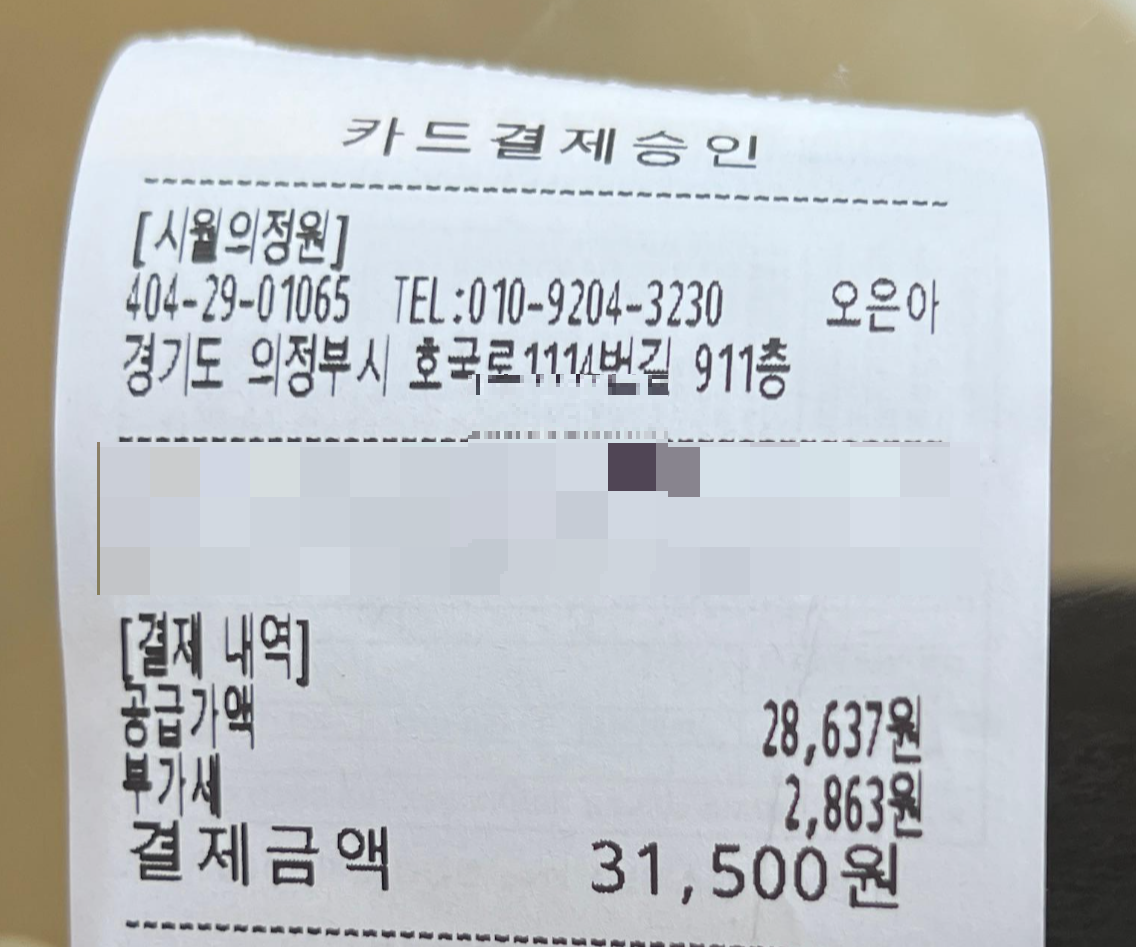 카드결제승인
[시월의정원]
404-29-01065 TEL:010-9204-3230 오은아
경기도 의정부시 호국로1114번길 911층
[결제 내역]
공급가액 28,637원
부가세 2,863원
결제금액 31,500원